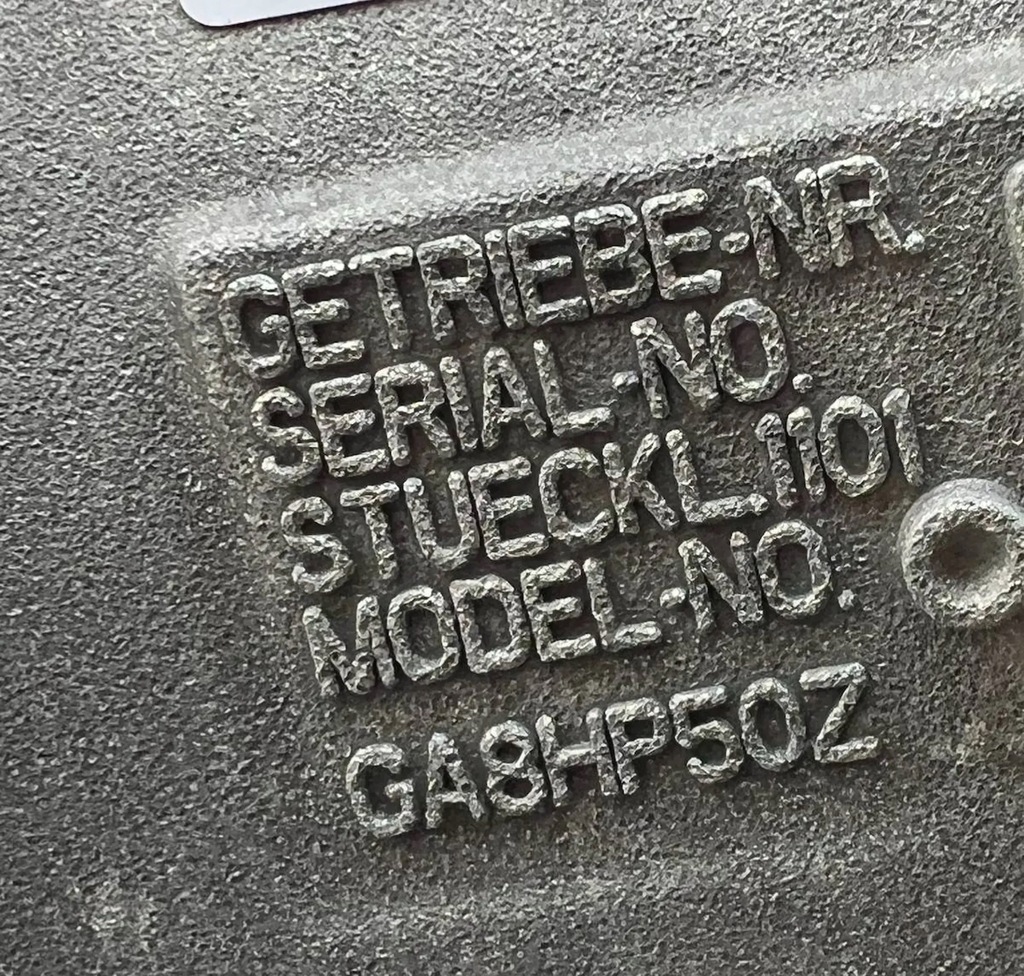 GETRIEBE-NR.
SERIAL-NO.
STUECKL.1101
MODEL-NO.
GA8HP50Z